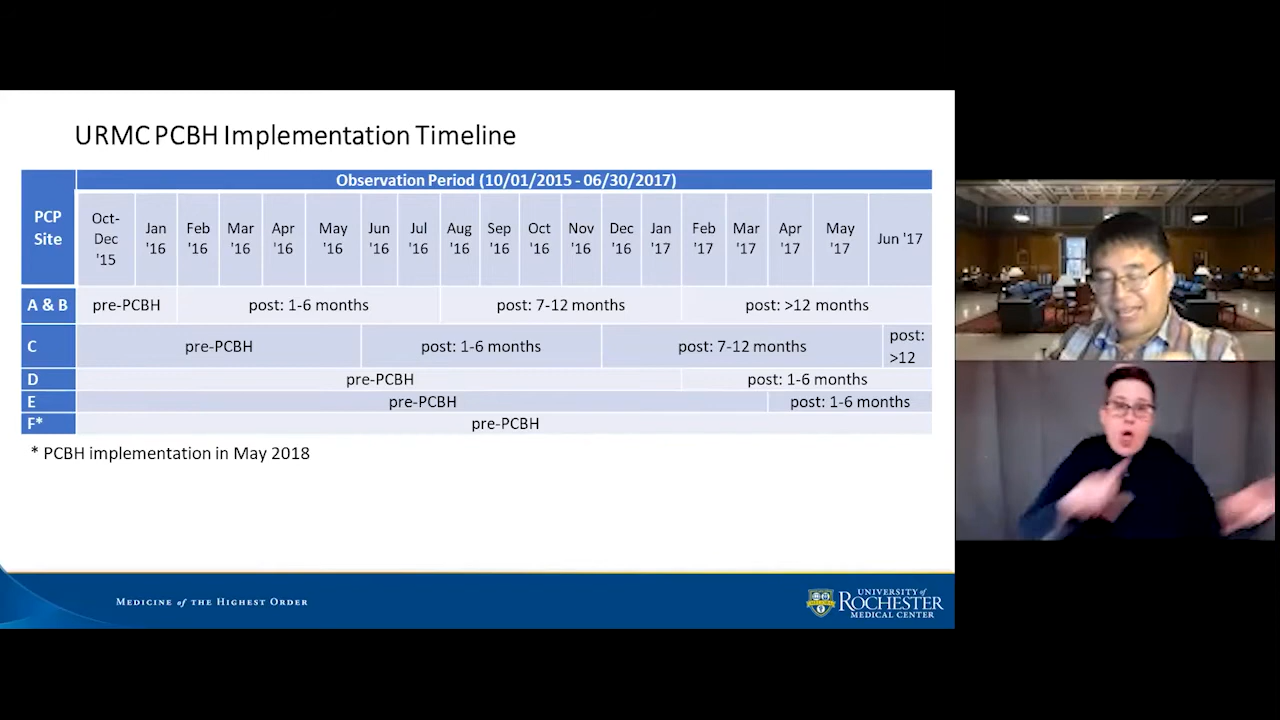 URMC PCBH Implementation Timeline
PCP Site
Observation Period (10/01/2015 - 06/30/2017)
Oct-Dec '15
Jan '16
Feb '16
Mar '16
Apr '16
May '16
Jun '16
Jul '16
Aug '16
Sep '16
Oct '16
Nov '16
Dec '16
Jan '17
Feb '17
Mar '17
Apr '17
May '17
Jun '17
A & B
pre-PCBH
post: 1-6 months
post: 7-12 months
post: >12 months
C
pre-PCBH
post: 1-6 months
post: 7-12 months
post: >12
D
pre-PCBH
post: 1-6 months
E
pre-PCBH
post: 1-6 months
F*
pre-PCBH
* PCBH implementation in May 2018
MEDICINE of THE HIGHEST ORDER
UNIVERSITY of
ROCHESTER
MEDICAL CENTER